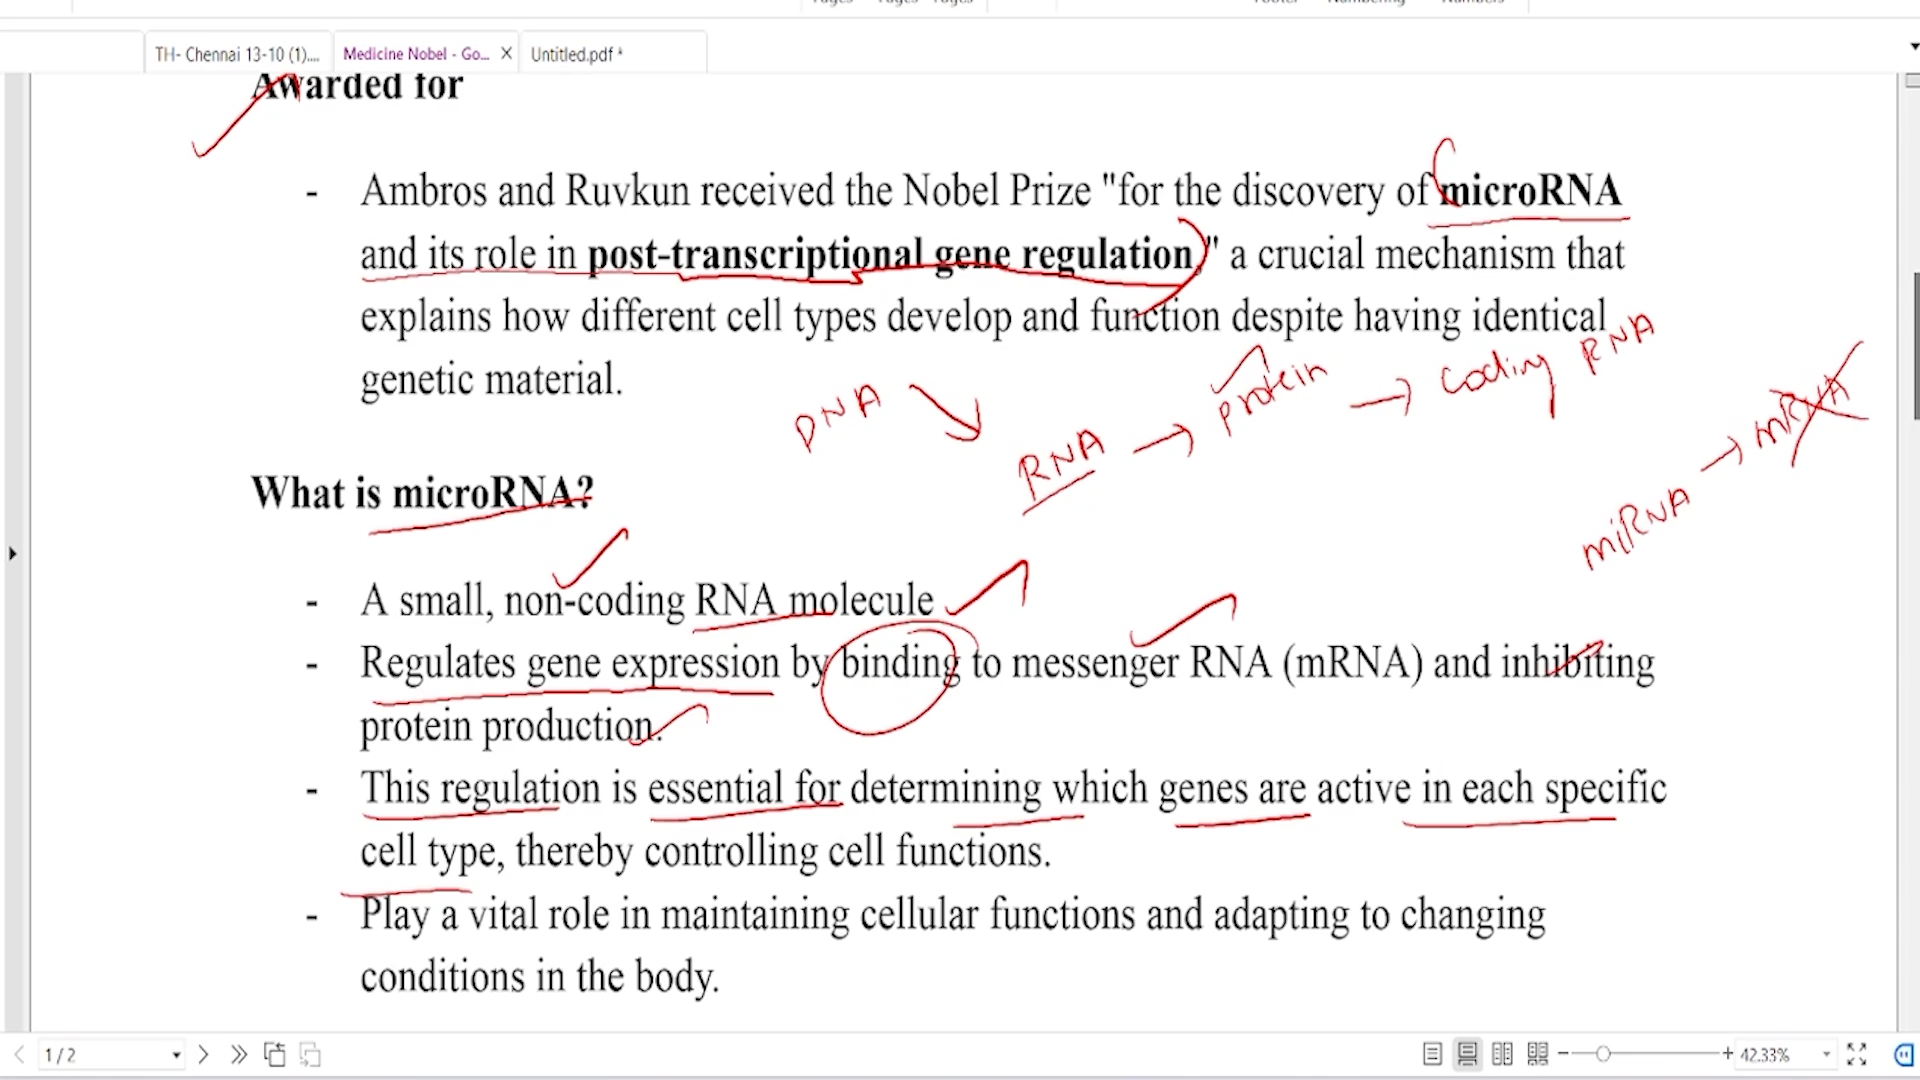 TH- Chennai 13-10 (1)....
Medicine Nobel - Go... X
Untitled.pdf *
Awarded for
- Ambros and Ruvkun received the Nobel Prize "for the discovery of microRNA
and its role in post-transcriptional gene regulation," a crucial mechanism that
explains how different cell types develop and function despite having identical
genetic material.
DNA
RNA → protein → coding RNA
miRNA → mRNA
What is microRNA?
- A small, non-coding RNA molecule
- Regulates gene expression by binding to messenger RNA (mRNA) and inhibiting
protein production.
- This regulation is essential for determining which genes are active in each specific
cell type, thereby controlling cell functions.
- Play a vital role in maintaining cellular functions and adapting to changing
conditions in the body.
1 / 2
42.33%